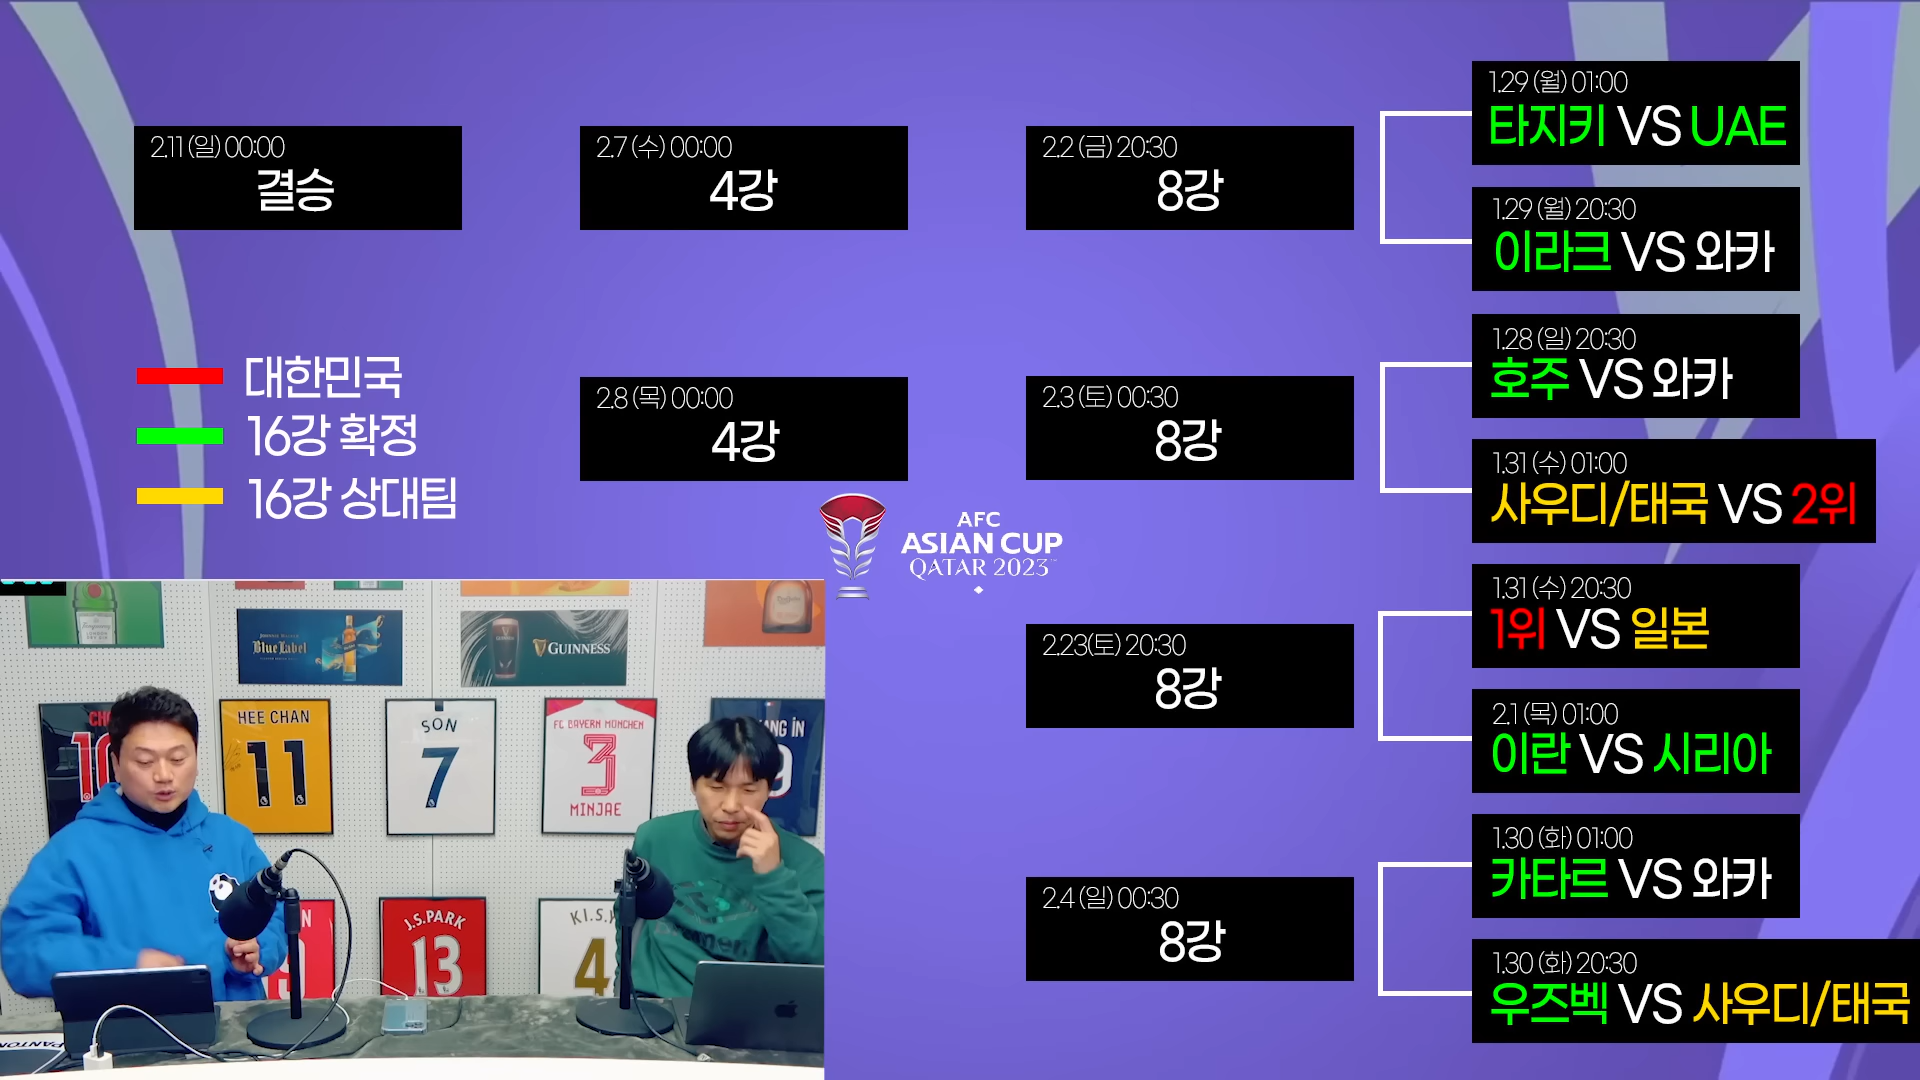 2.11 (일) 00:00
결승
2.7 (수) 00:00
4강
2.2 (금) 20:30
8강
1.29 (월) 01:00
타지키 VS UAE
1.29 (월) 20:30
이라크 VS 와카
대한민국
16강 확정
16강 상대팀
2.8 (목) 00:00
4강
2.3 (토) 00:30
8강
1.28 (일) 20:30
호주 VS 와카
1.31 (수) 01:00
사우디/태국 VS 2위
AFC
ASIAN CUP
QATAR 2023
2.23(토) 20:30
8강
1.31 (수) 20:30
1위 VS 일본
2.1 (목) 01:00
이란 VS 시리아
2.4 (일) 00:30
8강
1.30 (화) 01:00
카타르 VS 와카
1.30 (화) 20:30
우즈벡 VS 사우디/태국
Blue Label
GUINNESS
HEE CHAN
11
SON
7
FC BAYERN MÜNCHEN
3
MINJAE
J.S.PARK
13
4
PANTONE